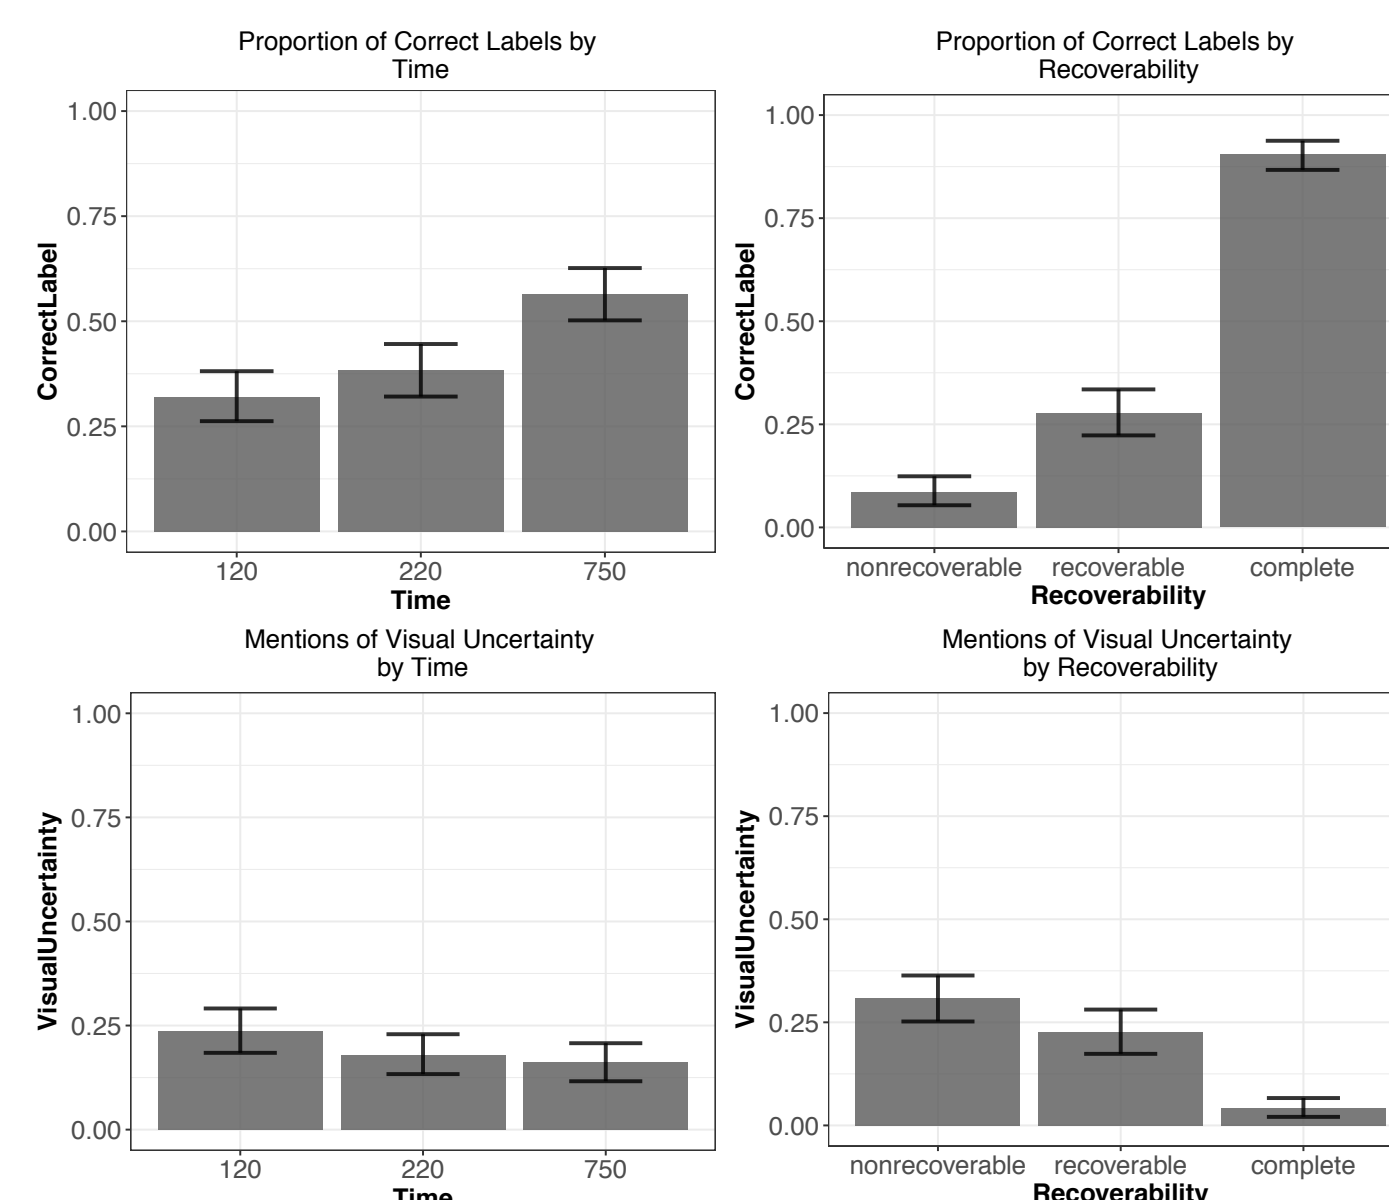 Proportion of Correct Labels by
Time
1.00
0.75
0.50
0.25
0.00
CorrectLabel
120 220 750
Time
Proportion of Correct Labels by
Recoverability
1.00
0.75
0.50
0.25
0.00
CorrectLabel
nonrecoverable recoverable complete
Recoverability
Mentions of Visual Uncertainty
by Time
1.00
0.75
0.50
0.25
0.00
VisualUncertainty
120 220 750
Time
Mentions of Visual Uncertainty
by Recoverability
1.00
0.75
0.50
0.25
0.00
VisualUncertainty
nonrecoverable recoverable complete
Recoverability